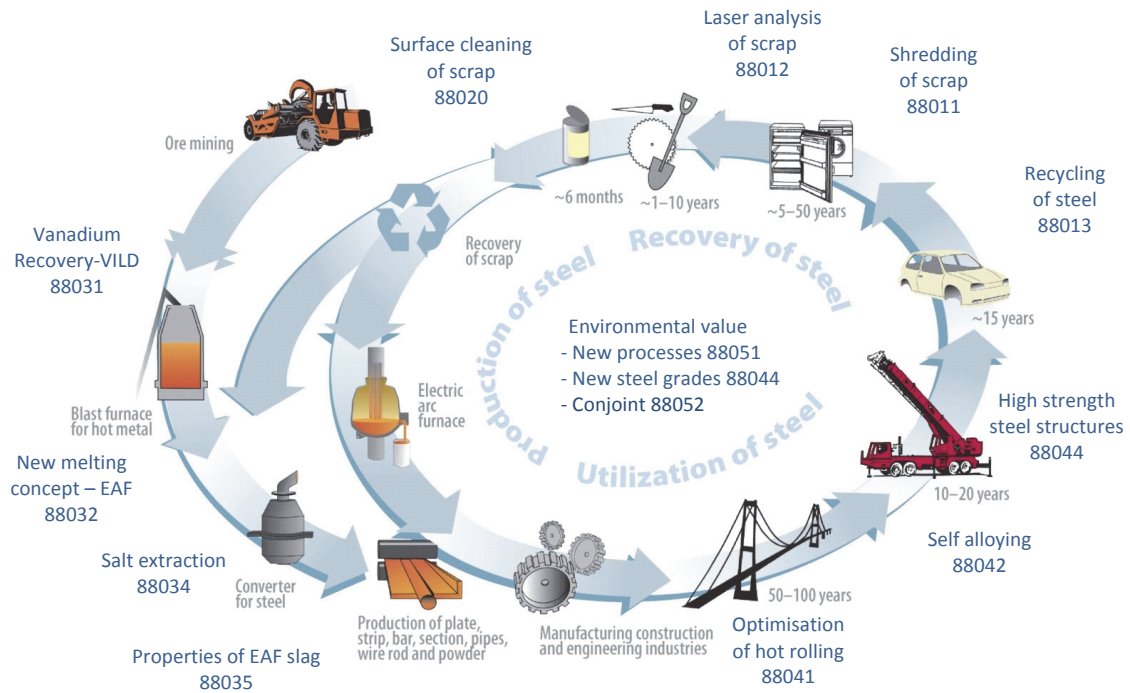 Laser analysis
of scrap
88012
Surface cleaning
of scrap
88020
Shredding
of scrap
88011
Ore mining
Recycling
of steel
88013
~6 months
~1–10 years
~5–50 years
Vanadium
Recovery-VILD
88031
Recovery
of scrap
Recovery of steel
Production of steel
Utilization of steel
~15 years
Environmental value
- New processes 88051
- New steel grades 88044
- Conjoint 88052
Electric
arc
furnace
Blast furnace
for hot metal
High strength
steel structures
88044
New melting
concept – EAF
88032
10–20 years
Self alloying
88042
Salt extraction
88034
Converter
for steel
50–100 years
Production of plate,
strip, bar, section, pipes,
wire rod and powder
Manufacturing construction
and engineering industries
Optimisation
of hot rolling
88041
Properties of EAF slag
88035